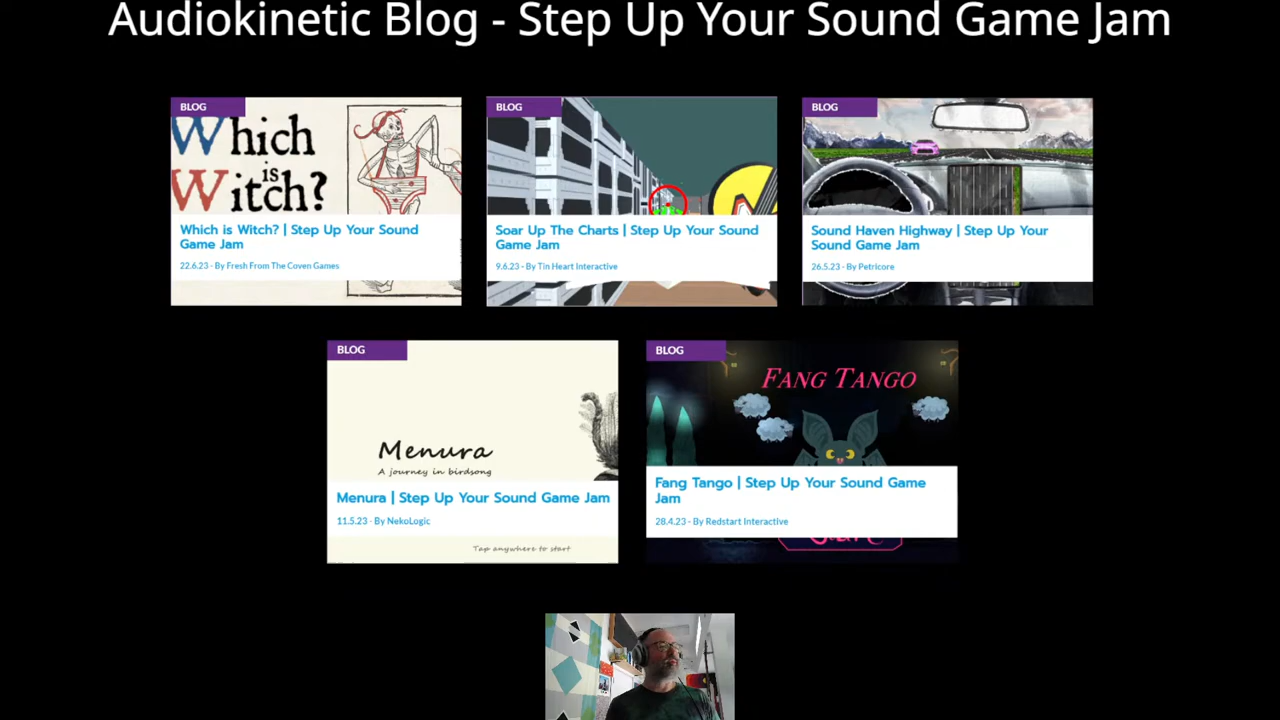 Audiokinetic Blog - Step Up Your Sound Game Jam
BLOG
Which
is
Witch?
Which is Witch? | Step Up Your Sound
Game Jam
22.6.23 - By Fresh From The Coven Games
BLOG
Soar Up The Charts | Step Up Your Sound
Game Jam
9.6.23 - By Tin Heart Interactive
BLOG
Sound Haven Highway | Step Up Your
Sound Game Jam
26.5.23 - By Petricore
BLOG
Menura
A journey in birdsong
Menura | Step Up Your Sound Game Jam
11.5.23 - By NekoLogic
Tap anywhere to start
BLOG
FANG TANGO
Fang Tango | Step Up Your Sound Game
Jam
28.4.23 - By Redstart Interactive